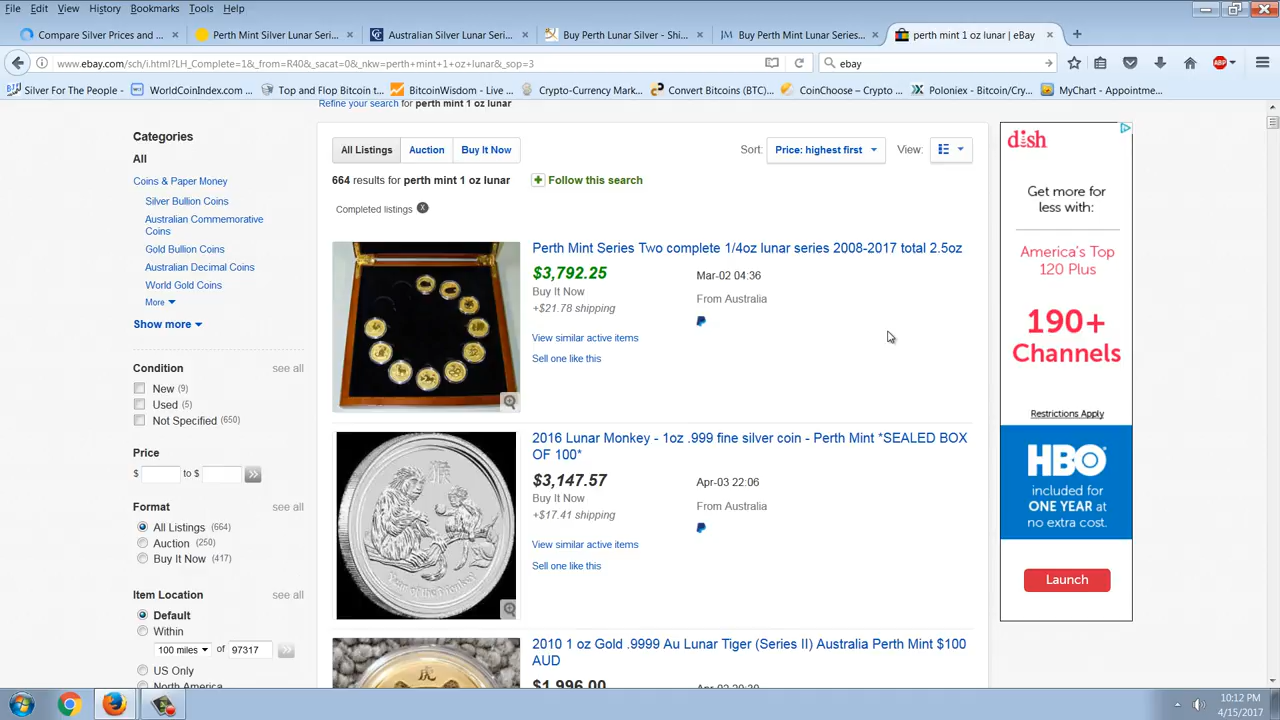 File Edit View History Bookmarks Tools Help
Compare Silver Prices and ... × Perth Mint Silver Lunar Seri... × Australian Silver Lunar Seri... × Buy Perth Lunar Silver - Shi... × Buy Perth Mint Lunar Series... × perth mint 1 oz lunar | eBay ×
www.ebay.com/sch/i.html?LH_Complete=1&_from=R40&_sacat=0&_nkw=perth+mint+1+oz+lunar&_sop=3 ebay ABP
Silver For The People - ... WorldCoinIndex.com ... Top and Flop Bitcoin t... BitcoinWisdom - Live ... Crypto-Currency Mark... Convert Bitcoins (BTC)... CoinChoose – Crypto ... Poloniex - Bitcoin/Cry... MyChart - Appointme...
Refine your search for perth mint 1 oz lunar
Categories
All
Coins & Paper Money
Silver Bullion Coins
Australian Commemorative
Coins
Gold Bullion Coins
Australian Decimal Coins
World Gold Coins
More
Show more
Condition see all
New (9)
Used (5)
Not Specified (650)
Price
$ to $
Format see all
All Listings (664)
Auction (250)
Buy It Now (417)
Item Location see all
Default
Within
100 miles of 97317
US Only
North America
All Listings Auction Buy It Now Sort: Price: highest first View:
664 results for perth mint 1 oz lunar Follow this search
Completed listings X
Perth Mint Series Two complete 1/4oz lunar series 2008-2017 total 2.5oz
$3,792.25 Mar-02 04:36
Buy It Now From Australia
+$21.78 shipping
View similar active items
Sell one like this
2016 Lunar Monkey - 1oz .999 fine silver coin - Perth Mint *SEALED BOX
OF 100*
$3,147.57 Apr-03 22:06
Buy It Now From Australia
+$17.41 shipping
View similar active items
Sell one like this
猴
Year of the Monkey
2010 1 oz Gold .9999 Au Lunar Tiger (Series II) Australia Perth Mint $100
AUD
$1,996.00 Apr-02 20:30
虎
dish
Get more for
less with:
America's Top
120 Plus
190+
Channels
Restrictions Apply
HBO
included for
ONE YEAR at
no extra cost.
Launch
10:12 PM
4/15/2017